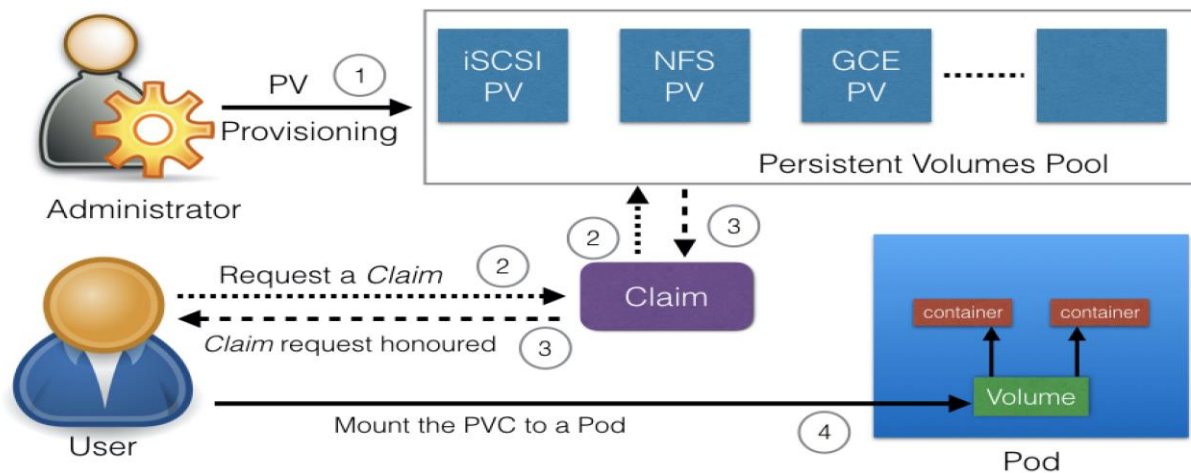 PV
1
Provisioning
Administrator
iSCSI
PV
NFS
PV
GCE
PV
Persistent Volumes Pool
2
3
Request a Claim
2
Claim
Claim request honoured
3
User
Mount the PVC to a Pod
4
container
container
Volume
Pod